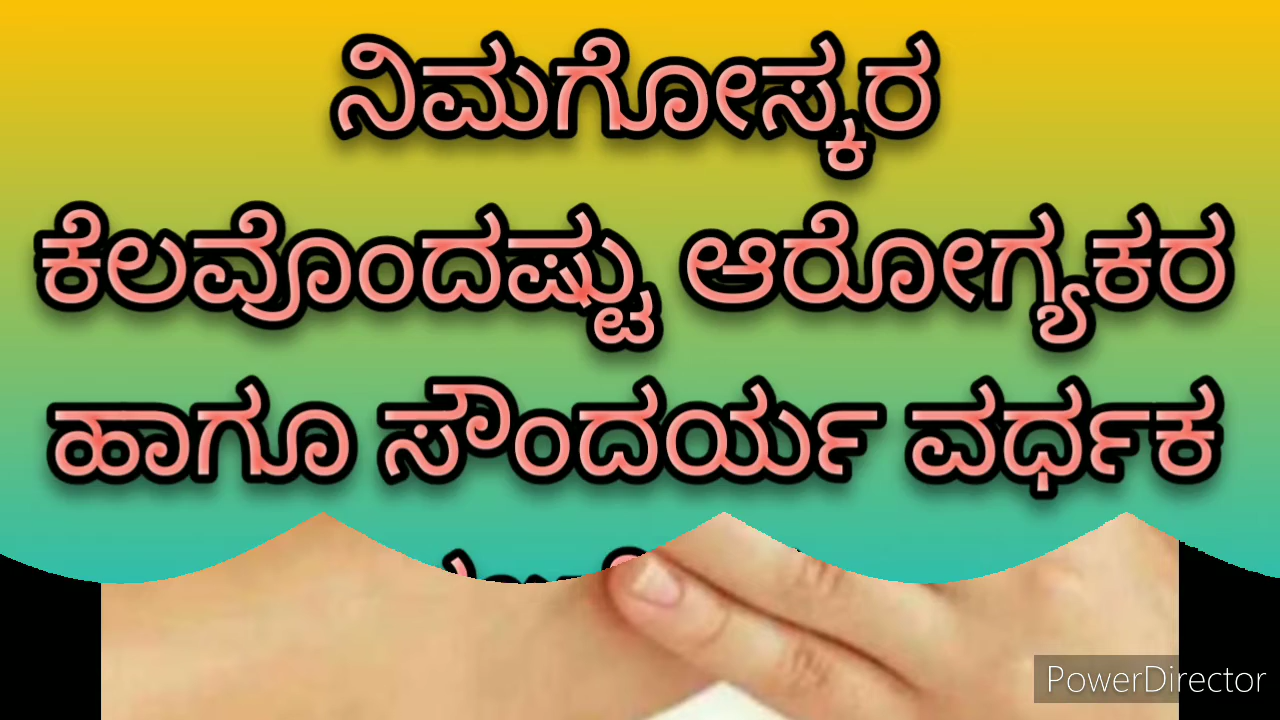 ನಿಮಗೋಸ್ಕರ
ಕೆಲವೊಂದಷ್ಟು ಆರೋಗ್ಯಕರ
ಹಾಗೂ ಸೌಂದರ್ಯ ವರ್ಧಕ
PowerDirector